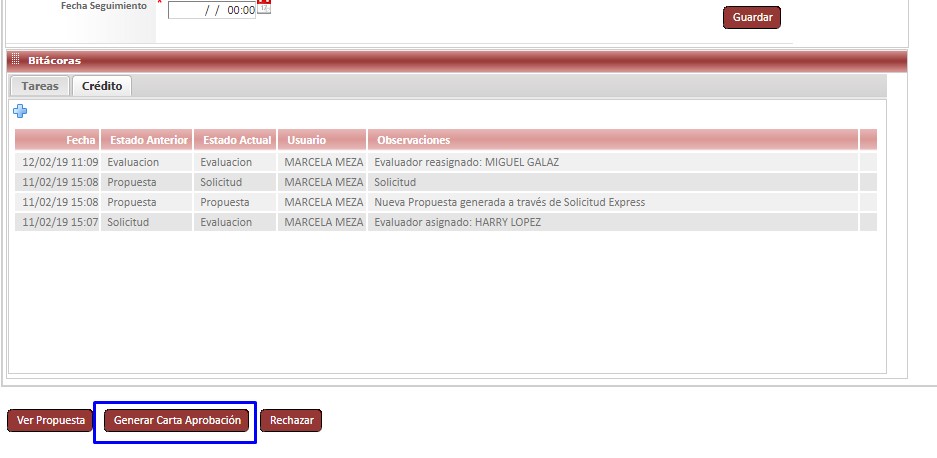 Fecha Seguimiento * / / 00:00
Guardar
Bitácoras
Tareas Crédito
Fecha Estado Anterior Estado Actual Usuario Observaciones
12/02/19 11:09 Evaluacion Evaluacion MARCELA MEZA Evaluador reasignado: MIGUEL GALAZ
11/02/19 15:08 Propuesta Solicitud MARCELA MEZA Solicitud
11/02/19 15:08 Propuesta Propuesta MARCELA MEZA Nueva Propuesta generada a través de Solicitud Express
11/02/19 15:07 Solicitud Evaluacion MARCELA MEZA Evaluador asignado: HARRY LOPEZ
Ver Propuesta Generar Carta Aprobación Rechazar